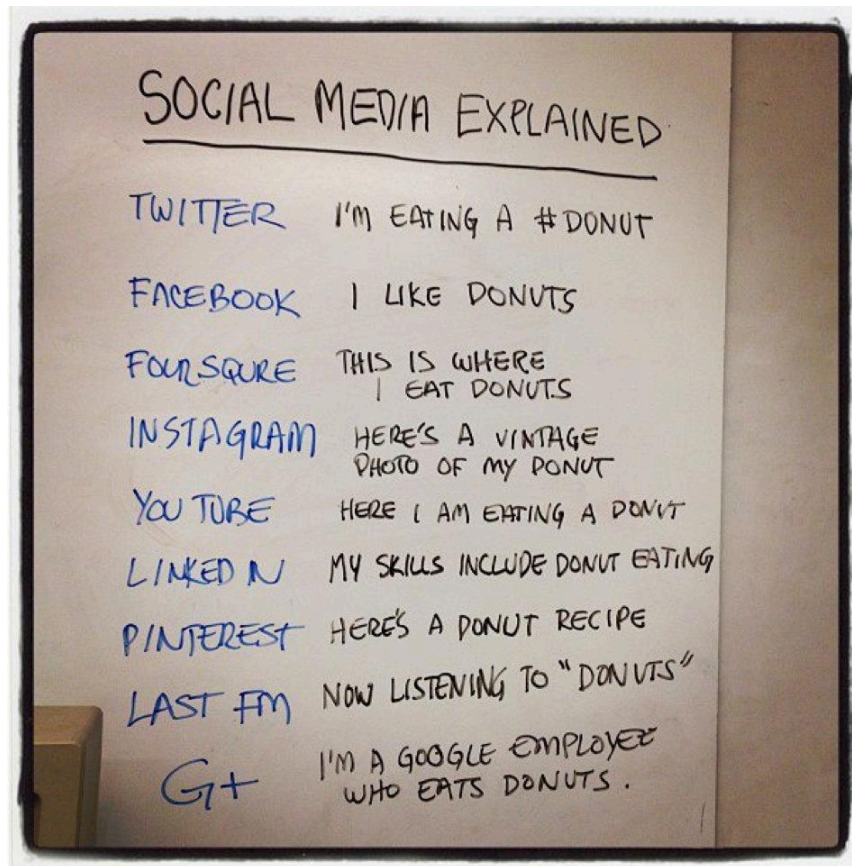 SOCIAL MEDIA EXPLAINED
TWITTER I'M EATING A #DONUT
FACEBOOK I LIKE DONUTS
FOURSQURE THIS IS WHERE
I EAT DONUTS
INSTAGRAM HERE'S A VINTAGE
PHOTO OF MY DONUT
YOU TUBE HERE I AM EATING A DONUT
LINKED IN MY SKILLS INCLUDE DONUT EATING
PINTEREST HERE'S A DONUT RECIPE
LAST FM NOW LISTENING TO "DONUTS"
G+ I'M A GOOGLE EMPLOYEE
WHO EATS DONUTS.